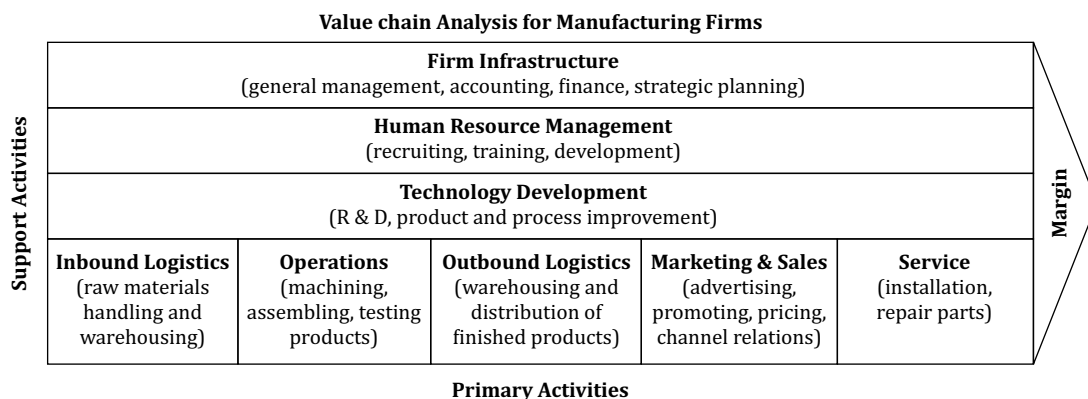 Value chain Analysis for Manufacturing Firms
Support Activities
Firm Infrastructure
(general management, accounting, finance, strategic planning)
Human Resource Management
(recruiting, training, development)
Technology Development
(R & D, product and process improvement)
Inbound Logistics
(raw materials
handling and
warehousing)
Operations
(machining,
assembling, testing
products)
Outbound Logistics
(warehousing and
distribution of
finished products)
Marketing & Sales
(advertising,
promoting, pricing,
channel relations)
Service
(installation,
repair parts)
Margin
Primary Activities